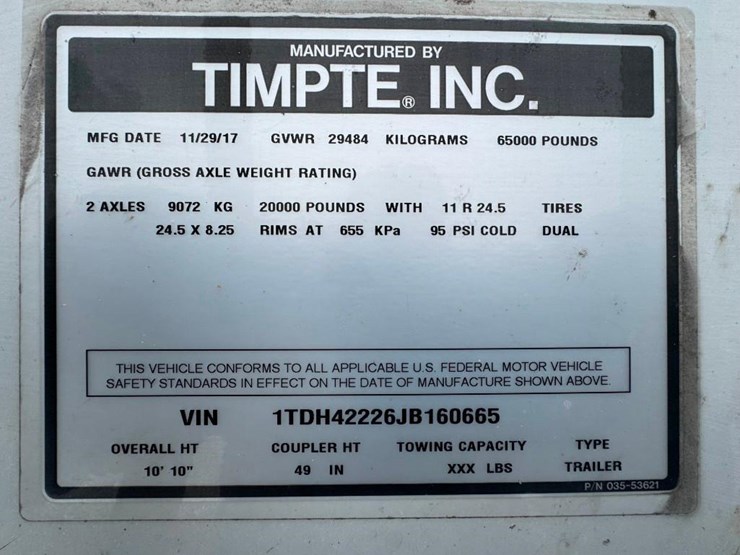 MANUFACTURED BY
TIMPTE® INC.
MFG DATE 11/29/17 GVWR 29484 KILOGRAMS 65000 POUNDS
GAWR (GROSS AXLE WEIGHT RATING)
2 AXLES 9072 KG 20000 POUNDS WITH 11 R 24.5 TIRES
24.5 X 8.25 RIMS AT 655 KPa 95 PSI COLD DUAL
THIS VEHICLE CONFORMS TO ALL APPLICABLE U.S. FEDERAL MOTOR VEHICLE
SAFETY STANDARDS IN EFFECT ON THE DATE OF MANUFACTURE SHOWN ABOVE.
VIN 1TDH42226JB160665
OVERALL HT COUPLER HT TOWING CAPACITY TYPE
10' 10" 49 IN XXX LBS TRAILER
P/N 035-53621